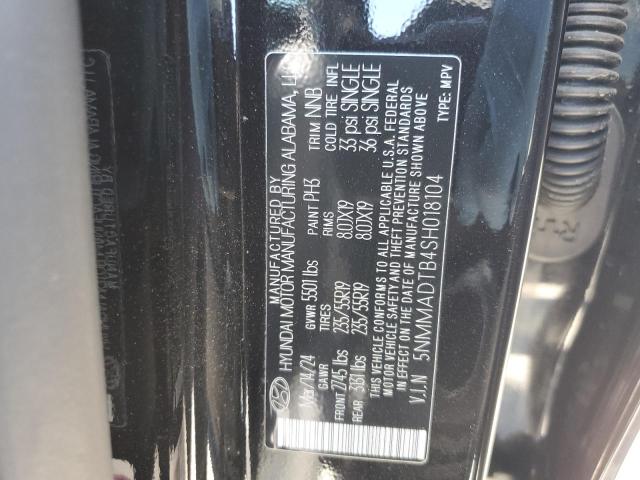 MANUFACTURED BY
HYUNDAI MOTOR MANUFACTURING ALABAMA,
/14/24 GVWR 5501 lbs PAINT PH3 TRIM NNB
GAWR TIRES RIMS COLD TIRE INFL
FRONT 2745 lbs 235/55R19 8.0JX19 33 psi SINGLE
REAR 3131 lbs 235/55R19 8.0JX19 36 psi SINGLE
THIS VEHICLE CONFORMS TO ALL APPLICABLE U.S.A. FEDERAL
MOTOR VEHICLE SAFETY AND THEFT PREVENTION STANDARDS
IN EFFECT ON THE DATE OF MANUFACTURE SHOWN ABOVE
V.I.N 5NMMADTB4SH018104 TYPE: MPV